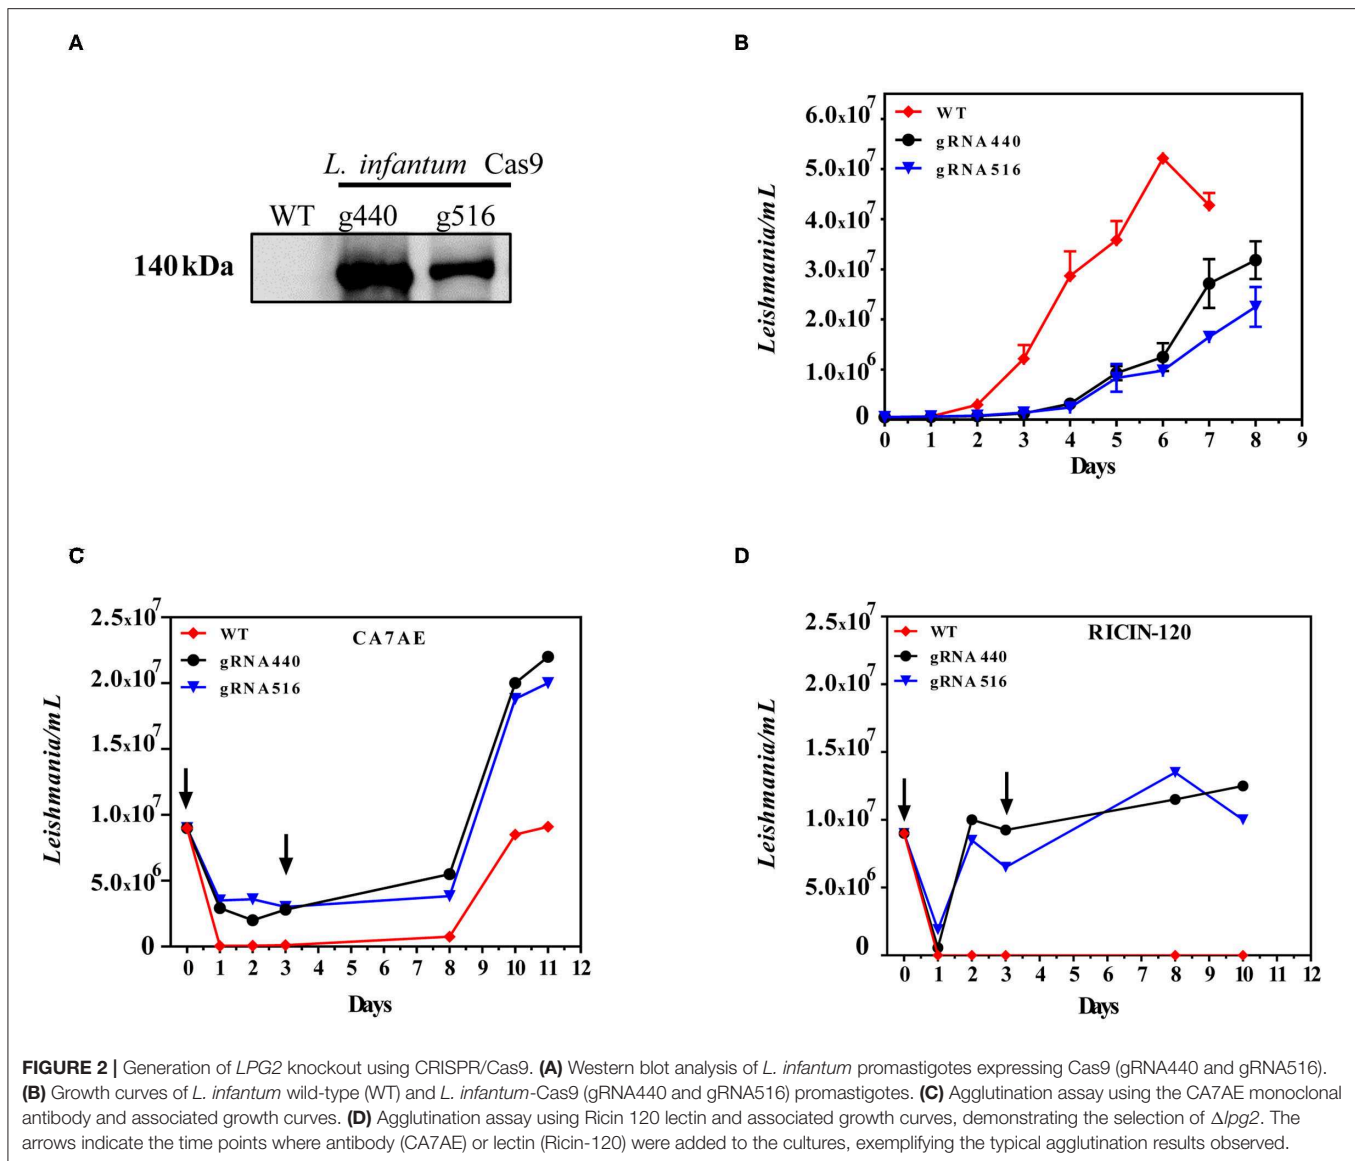 A
L. infantum Cas9
WT g440 g516
140 kDa
B
6.0x10^7
5.0x10^7
4.0x10^7
3.0x10^7
2.0x10^7
1.0x10^6
0
Leishmania/mL
WT
gRNA440
gRNA516
0 1 2 3 4 5 6 7 8 9
Days
C
2.5x10^7
2.0x10^7
1.5x10^7
1.0x10^7
5.0x10^6
0
Leishmania/mL
WT
gRNA440
gRNA516
CA7AE
0 1 2 3 4 5 6 7 8 9 10 11 12
Days
D
2.5x10^7
2.0x10^7
1.5x10^7
1.0x10^7
5.0x10^6
0
Leishmania/mL
WT
gRNA440
gRNA516
RICIN-120
0 1 2 3 4 5 6 7 8 9 10 11 12
Days
FIGURE 2 | Generation of LPG2 knockout using CRISPR/Cas9. (A) Western blot analysis of L. infantum promastigotes expressing Cas9 (gRNA440 and gRNA516).
(B) Growth curves of L. infantum wild-type (WT) and L. infantum-Cas9 (gRNA440 and gRNA516) promastigotes. (C) Agglutination assay using the CA7AE monoclonal
antibody and associated growth curves. (D) Agglutination assay using Ricin 120 lectin and associated growth curves, demonstrating the selection of Δlpg2. The
arrows indicate the time points where antibody (CA7AE) or lectin (Ricin-120) were added to the cultures, exemplifying the typical agglutination results observed.